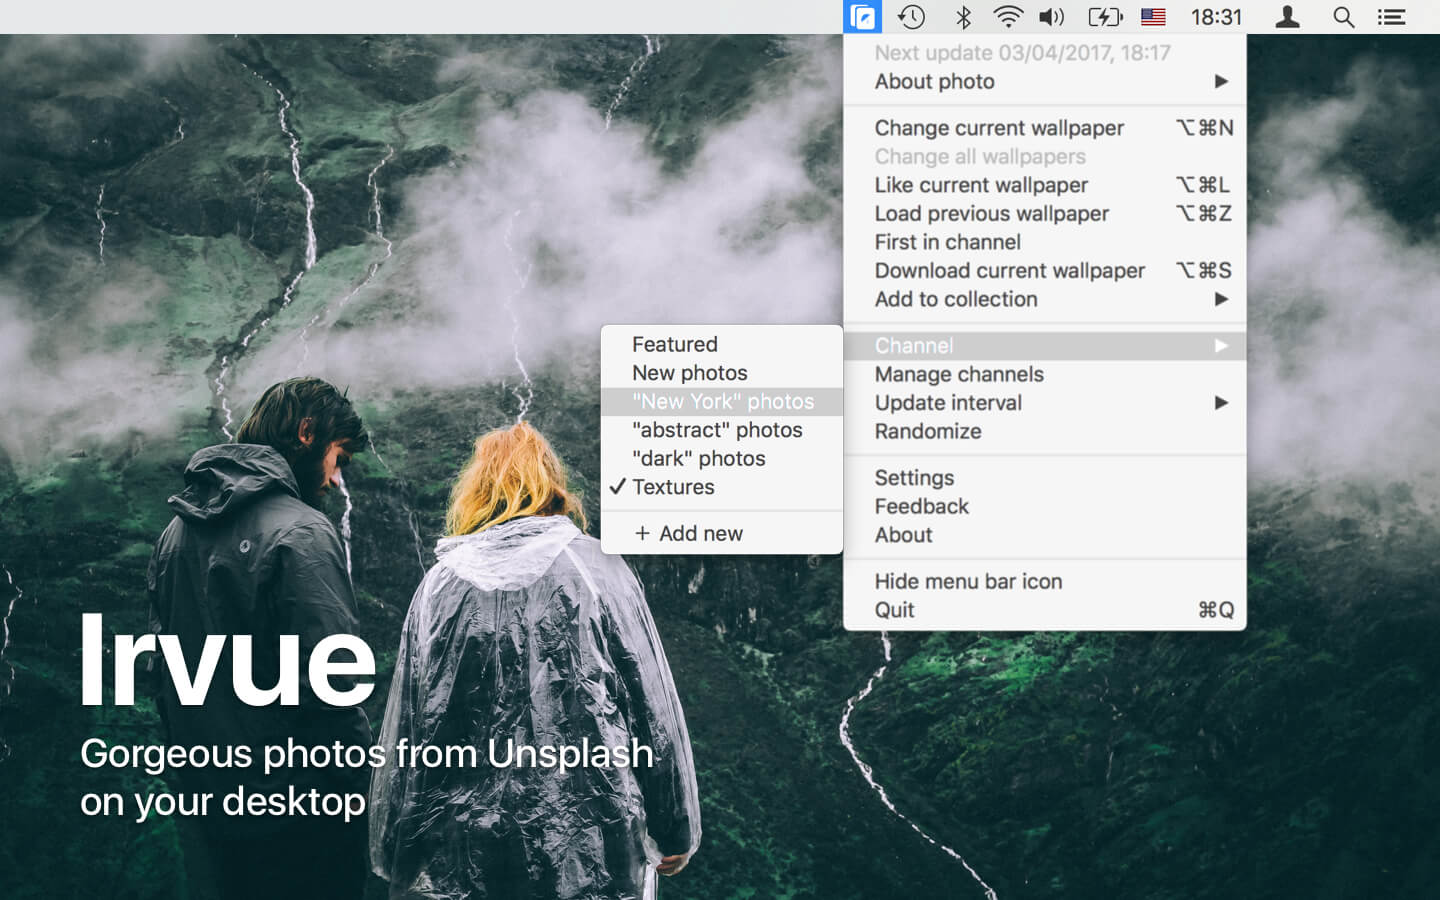 18:31
Next update 03/04/2017, 18:17
About photo
Change current wallpaper ⌥⌘N
Change all wallpapers
Like current wallpaper ⌥⌘L
Load previous wallpaper ⌥⌘Z
First in channel
Download current wallpaper ⌥⌘S
Add to collection
Channel
Manage channels
Update interval
Randomize
Settings
Feedback
About
Hide menu bar icon
Quit ⌘Q
Featured
New photos
"New York" photos
"abstract" photos
"dark" photos
✓ Textures
+ Add new
Irvue
Gorgeous photos from Unsplash
on your desktop